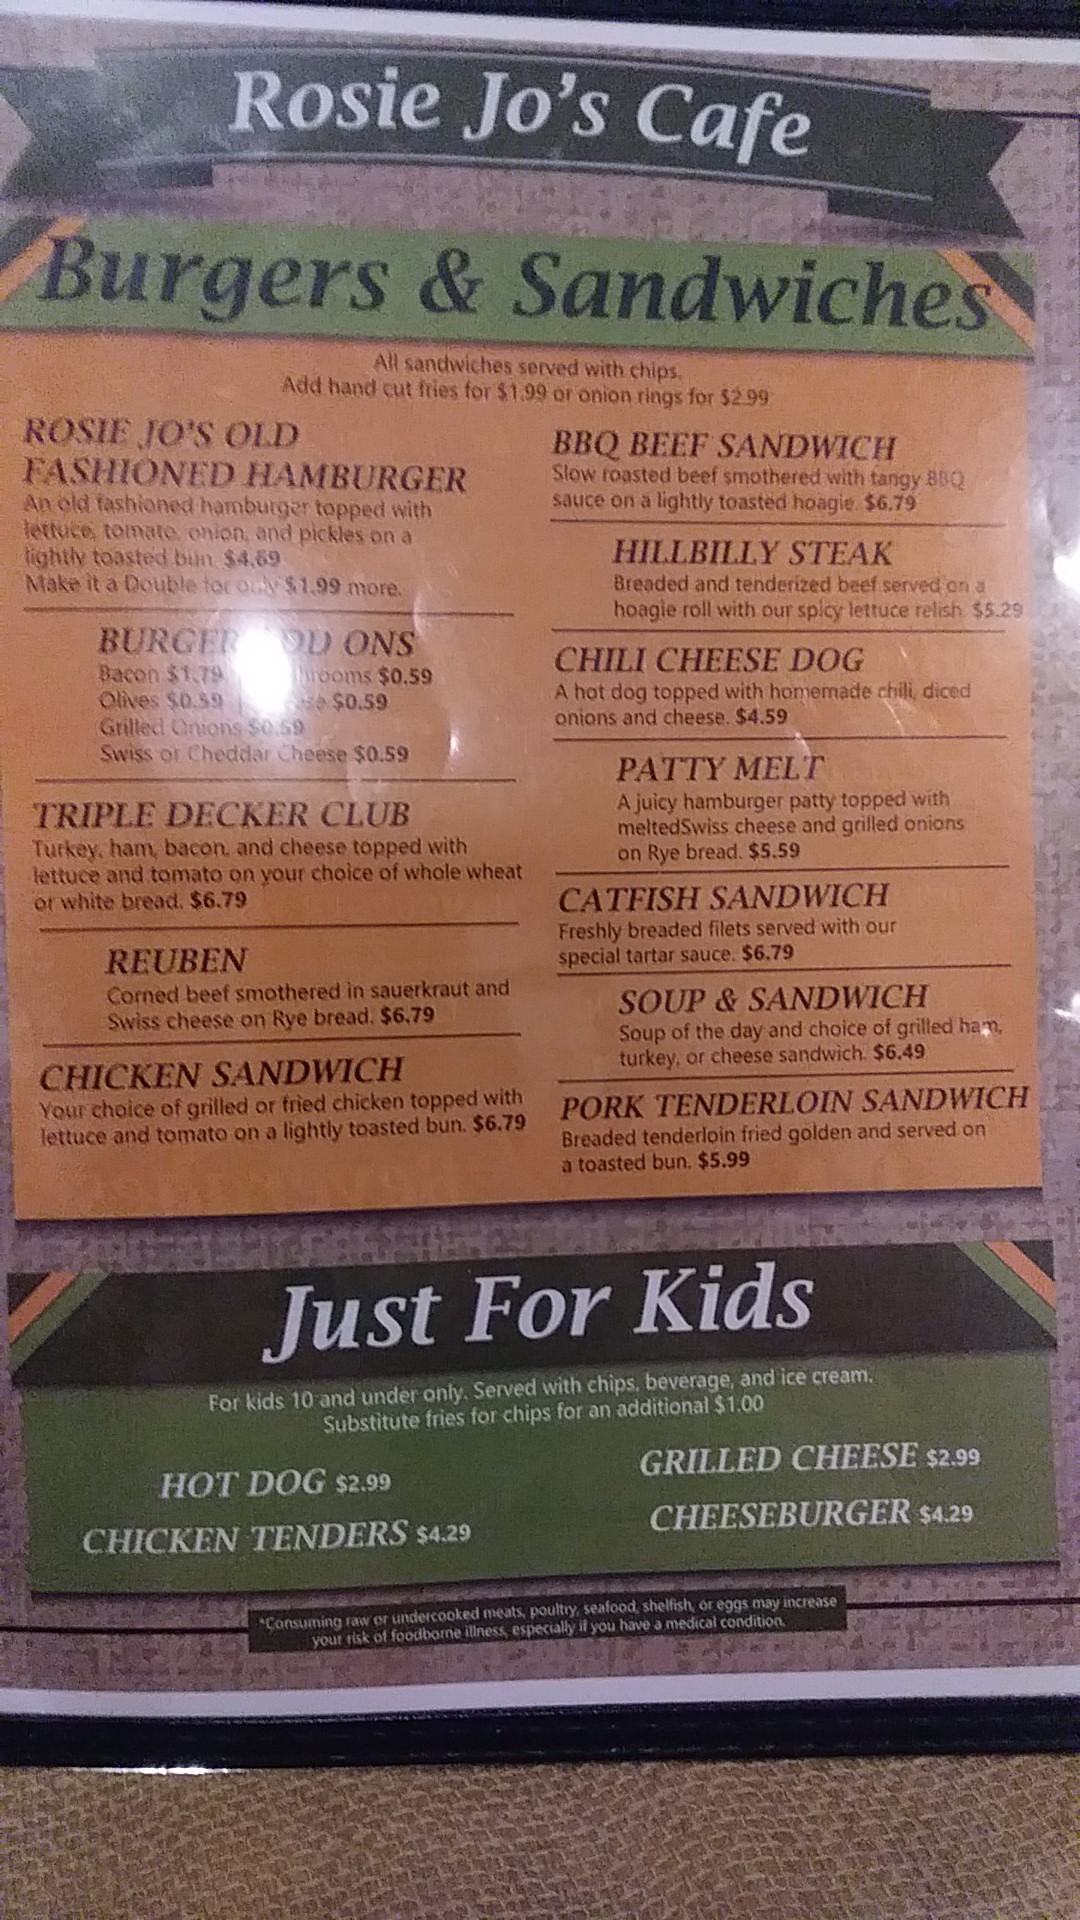 Rosie Jo's Cafe
Burgers & Sandwiches
All sandwiches served with chips.
Add hand cut fries for $1.99 or onion rings for $2.99
ROSIE JO'S OLD
FASHIONED HAMBURGER
An old fashioned hamburger topped with
lettuce, tomato, onion, and pickles on a
lightly toasted bun. $4.69
Make it a Double for only $1.99 more.
BURGER ADD ONS
Bacon $1.79 $0.59
Olives $0.59 | $0.59
Grilled Onions $0.59
Swiss or Cheddar Cheese $0.59
TRIPLE DECKER CLUB
Turkey, ham, bacon, and cheese topped with
lettuce and tomato on your choice of whole wheat
or white bread. $6.79
REUBEN
Corned beef smothered in sauerkraut and
Swiss cheese on Rye bread. $6.79
CHICKEN SANDWICH
Your choice of grilled or fried chicken topped with
lettuce and tomato on a lightly toasted bun. $6.79
BBQ BEEF SANDWICH
Slow roasted beef smothered with tangy BBQ
sauce on a lightly toasted hoagie. $6.79
HILLBILLY STEAK
Breaded and tenderized beef served on a
hoagie roll with our spicy lettuce relish. $5.29
CHILI CHEESE DOG
A hot dog topped with homemade chili, diced
onions and cheese. $4.59
PATTY MELT
A juicy hamburger patty topped with
meltedSwiss cheese and grilled onions
on Rye bread. $5.59
CATFISH SANDWICH
Freshly breaded filets served with our
special tartar sauce. $6.79
SOUP & SANDWICH
Soup of the day and choice of grilled ham,
turkey, or cheese sandwich. $6.49
PORK TENDERLOIN SANDWICH
Breaded tenderloin fried golden and served on
a toasted bun. $5.99
Just For Kids
For kids 10 and under only. Served with chips, beverage, and ice cream.
Substitute fries for chips for an additional $1.00
HOT DOG $2.99
CHICKEN TENDERS $4.29
GRILLED CHEESE $2.99
CHEESEBURGER $4.29
*Consuming raw or undercooked meats, poultry, seafood, shelfish, or eggs may increase
your risk of foodborne illness, especially if you have a medical condition.